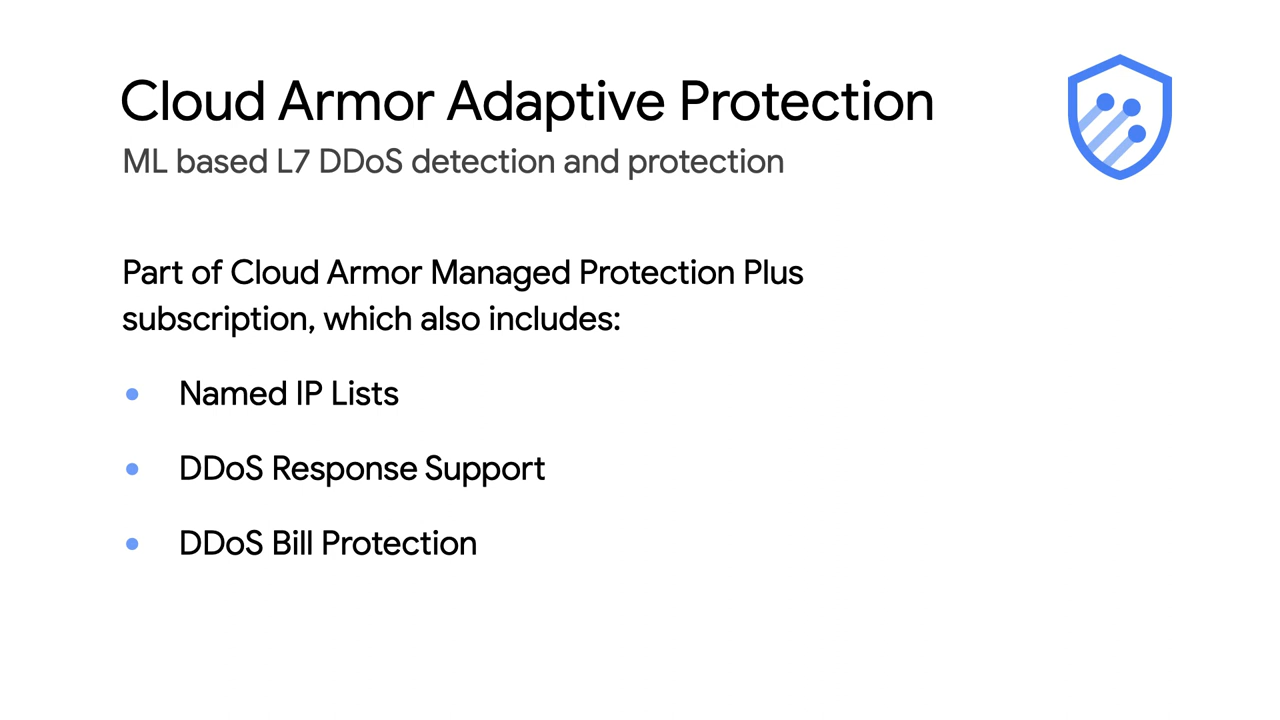 Cloud Armor Adaptive Protection
ML based L7 DDoS detection and protection
Part of Cloud Armor Managed Protection Plus
subscription, which also includes:
• Named IP Lists
• DDoS Response Support
• DDoS Bill Protection